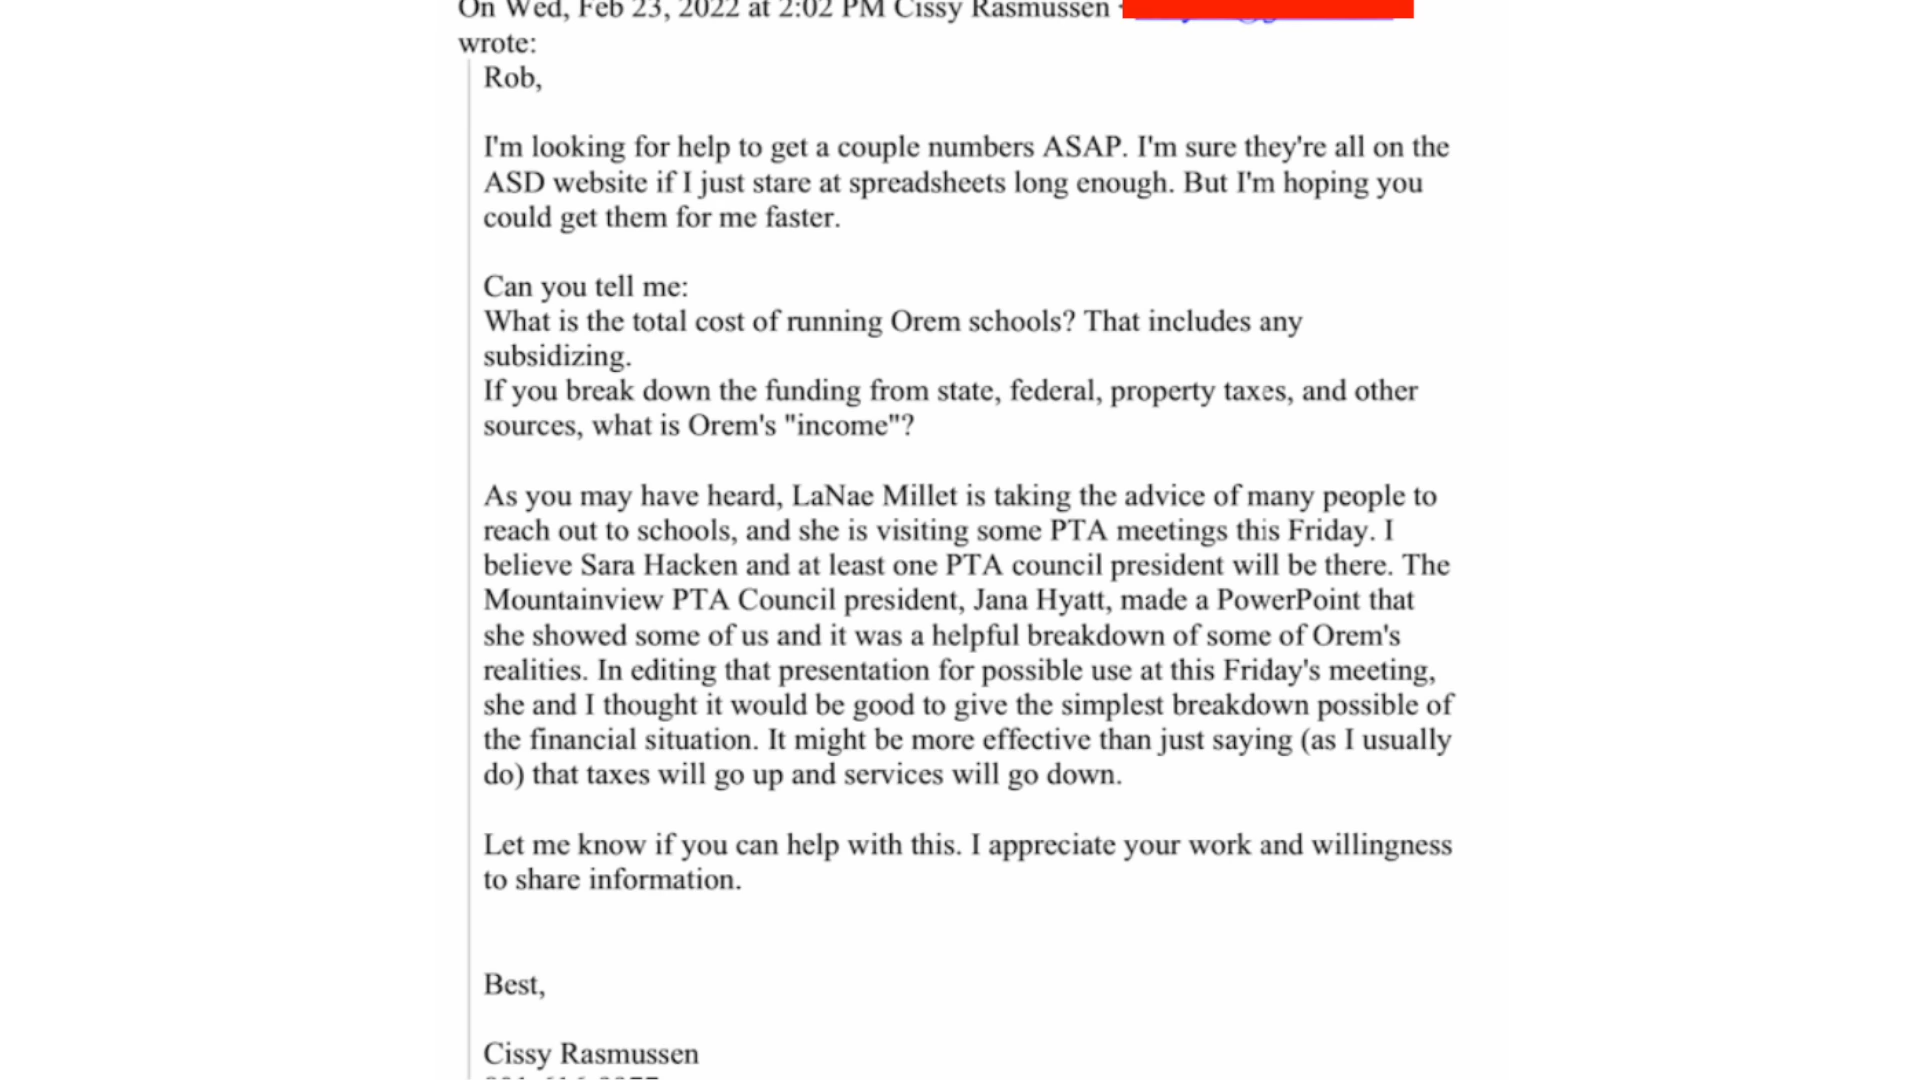 On Wed, Feb 23, 2022 at 2:02 PM Cissy Rasmussen
wrote:
Rob,
I'm looking for help to get a couple numbers ASAP. I'm sure they're all on the
ASD website if I just stare at spreadsheets long enough. But I'm hoping you
could get them for me faster.
Can you tell me:
What is the total cost of running Orem schools? That includes any
subsidizing.
If you break down the funding from state, federal, property taxes, and other
sources, what is Orem's "income"?
As you may have heard, LaNae Millet is taking the advice of many people to
reach out to schools, and she is visiting some PTA meetings this Friday. I
believe Sara Hacken and at least one PTA council president will be there. The
Mountainview PTA Council president, Jana Hyatt, made a PowerPoint that
she showed some of us and it was a helpful breakdown of some of Orem's
realities. In editing that presentation for possible use at this Friday's meeting,
she and I thought it would be good to give the simplest breakdown possible of
the financial situation. It might be more effective than just saying (as I usually
do) that taxes will go up and services will go down.
Let me know if you can help with this. I appreciate your work and willingness
to share information.
Best,
Cissy Rasmussen